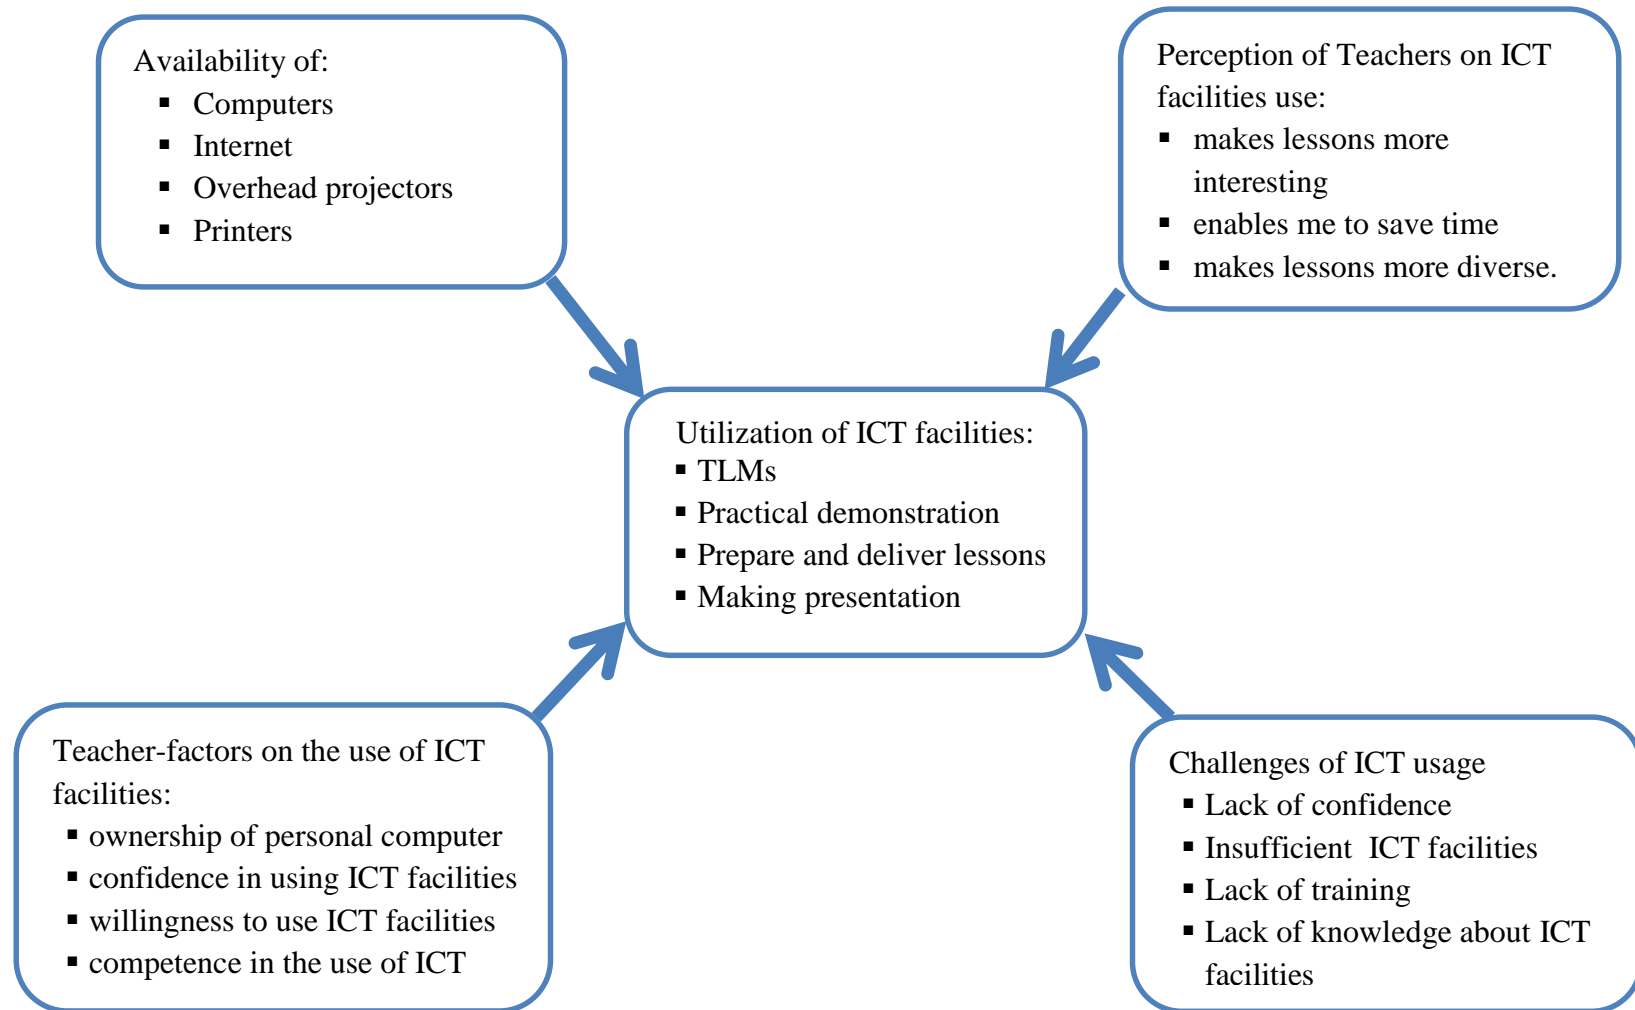 Availability of:
▪ Computers
▪ Internet
▪ Overhead projectors
▪ Printers
Perception of Teachers on ICT
facilities use:
▪ makes lessons more
interesting
▪ enables me to save time
▪ makes lessons more diverse.
Utilization of ICT facilities:
▪ TLMs
▪ Practical demonstration
▪ Prepare and deliver lessons
▪ Making presentation
Teacher-factors on the use of ICT
facilities:
▪ ownership of personal computer
▪ confidence in using ICT facilities
▪ willingness to use ICT facilities
▪ competence in the use of ICT
Challenges of ICT usage
▪ Lack of confidence
▪ Insufficient  ICT facilities
▪ Lack of training
▪ Lack of knowledge about ICT
facilities